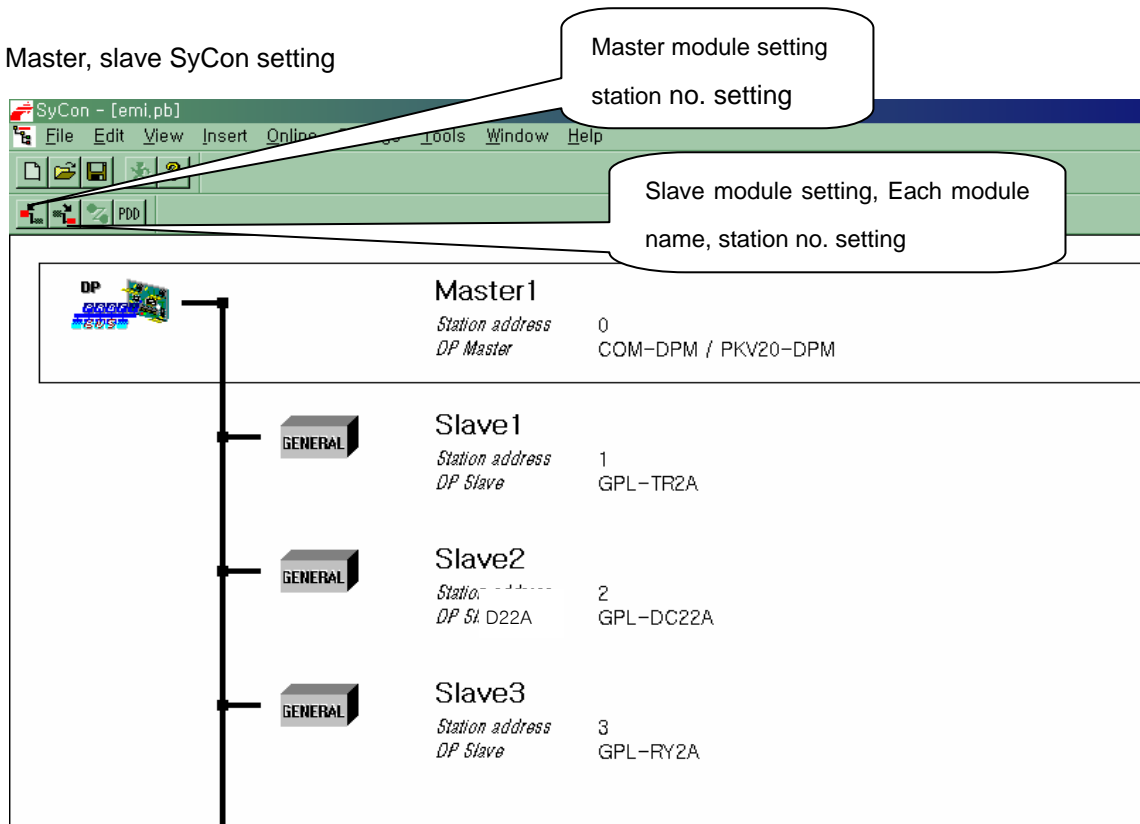 Master, slave SyCon setting
Master module setting
station no. setting
SyCon - [emi.pb]
File Edit View Insert Online Tools Window Help
Slave module setting, Each module
name, station no. setting
PDD
DP
BUS
Master1
Station address 0
DP Master COM-DPM / PKV20-DPM
GENERAL
Slave1
Station address 1
DP Slave GPL-TR2A
GENERAL
Slave2
2
DP D22A GPL-DC22A
GENERAL
Slave3
Station address 3
DP Slave GPL-RY2A